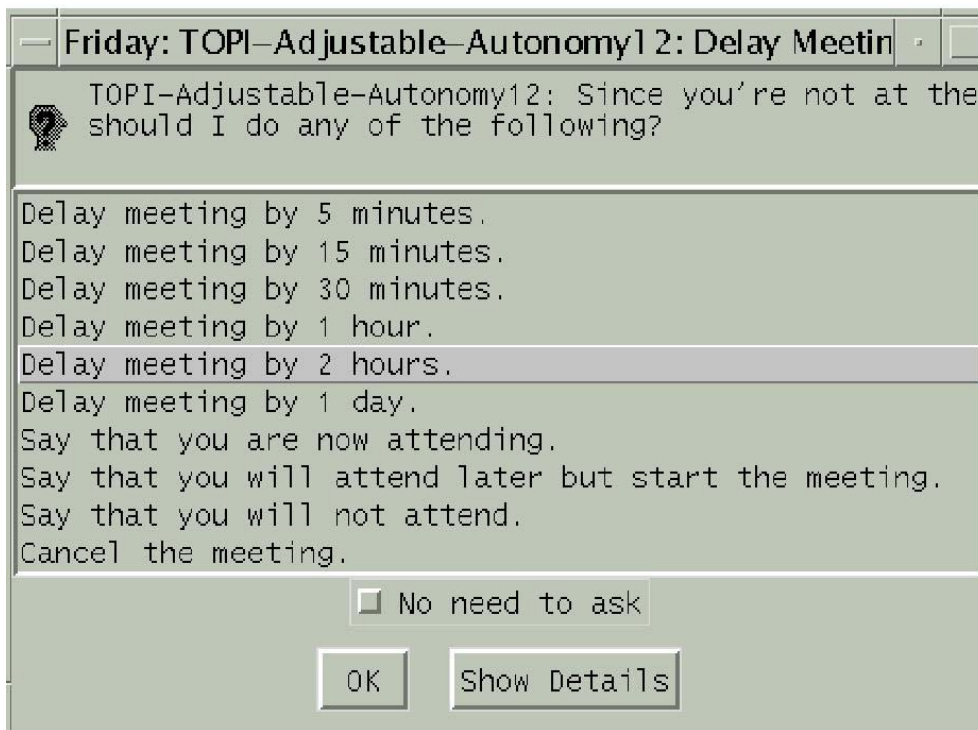 Friday: TOPI-Adjustable-Autonomy12: Delay Meetin
TOPI-Adjustable-Autonomy12: Since you're not at the
should I do any of the following?
Delay meeting by 5 minutes.
Delay meeting by 15 minutes.
Delay meeting by 30 minutes.
Delay meeting by 1 hour.
Delay meeting by 2 hours.
Delay meeting by 1 day.
Say that you are now attending.
Say that you will attend later but start the meeting.
Say that you will not attend.
Cancel the meeting.
No need to ask
OK Show Details